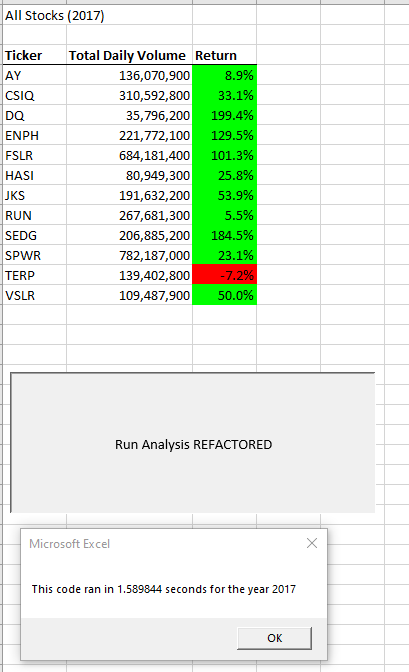 All Stocks (2017)
Ticker Total Daily Volume Return
AY 136,070,900 8.9%
CSIQ 310,592,800 33.1%
DQ 35,796,200 199.4%
ENPH 221,772,100 129.5%
FSLR 684,181,400 101.3%
HASI 80,949,300 25.8%
JKS 191,632,200 53.9%
RUN 267,681,300 5.5%
SEDG 206,885,200 184.5%
SPWR 782,187,000 23.1%
TERP 139,402,800 -7.2%
VSLR 109,487,900 50.0%
Run Analysis REFACTORED
Microsoft Excel
This code ran in 1.589844 seconds for the year 2017
OK